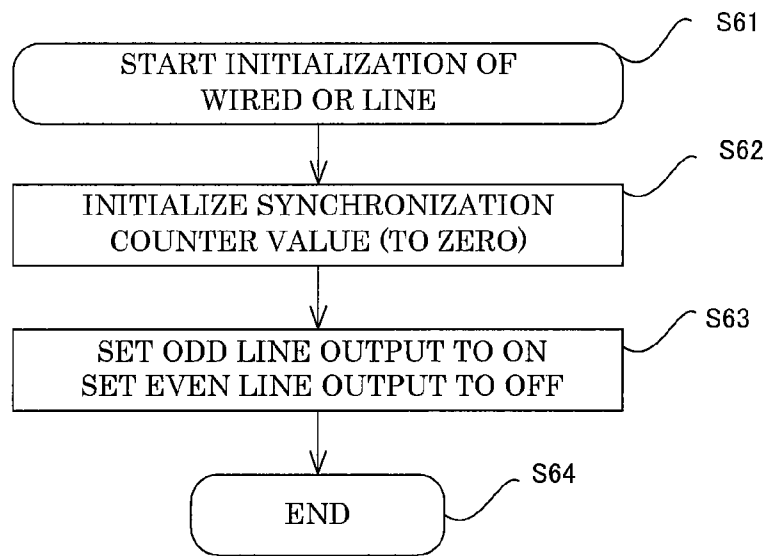 S61
START INITIALIZATION OF
WIRED OR LINE
S62
INITIALIZE SYNCHRONIZATION
COUNTER VALUE (TO ZERO)
S63
SET ODD LINE OUTPUT TO ON
SET EVEN LINE OUTPUT TO OFF
S64
END